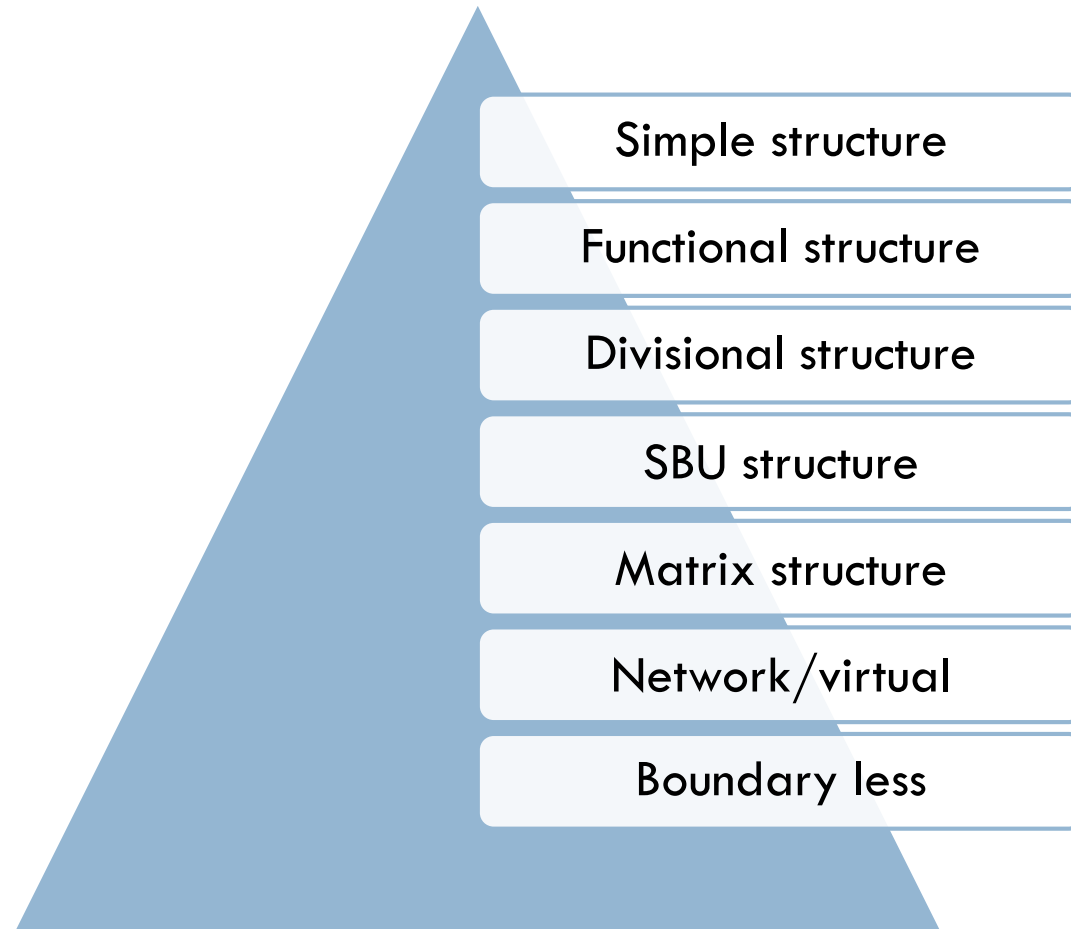 Simple structure
Functional structure
Divisional structure
SBU structure
Matrix structure
Network/virtual
Boundary less